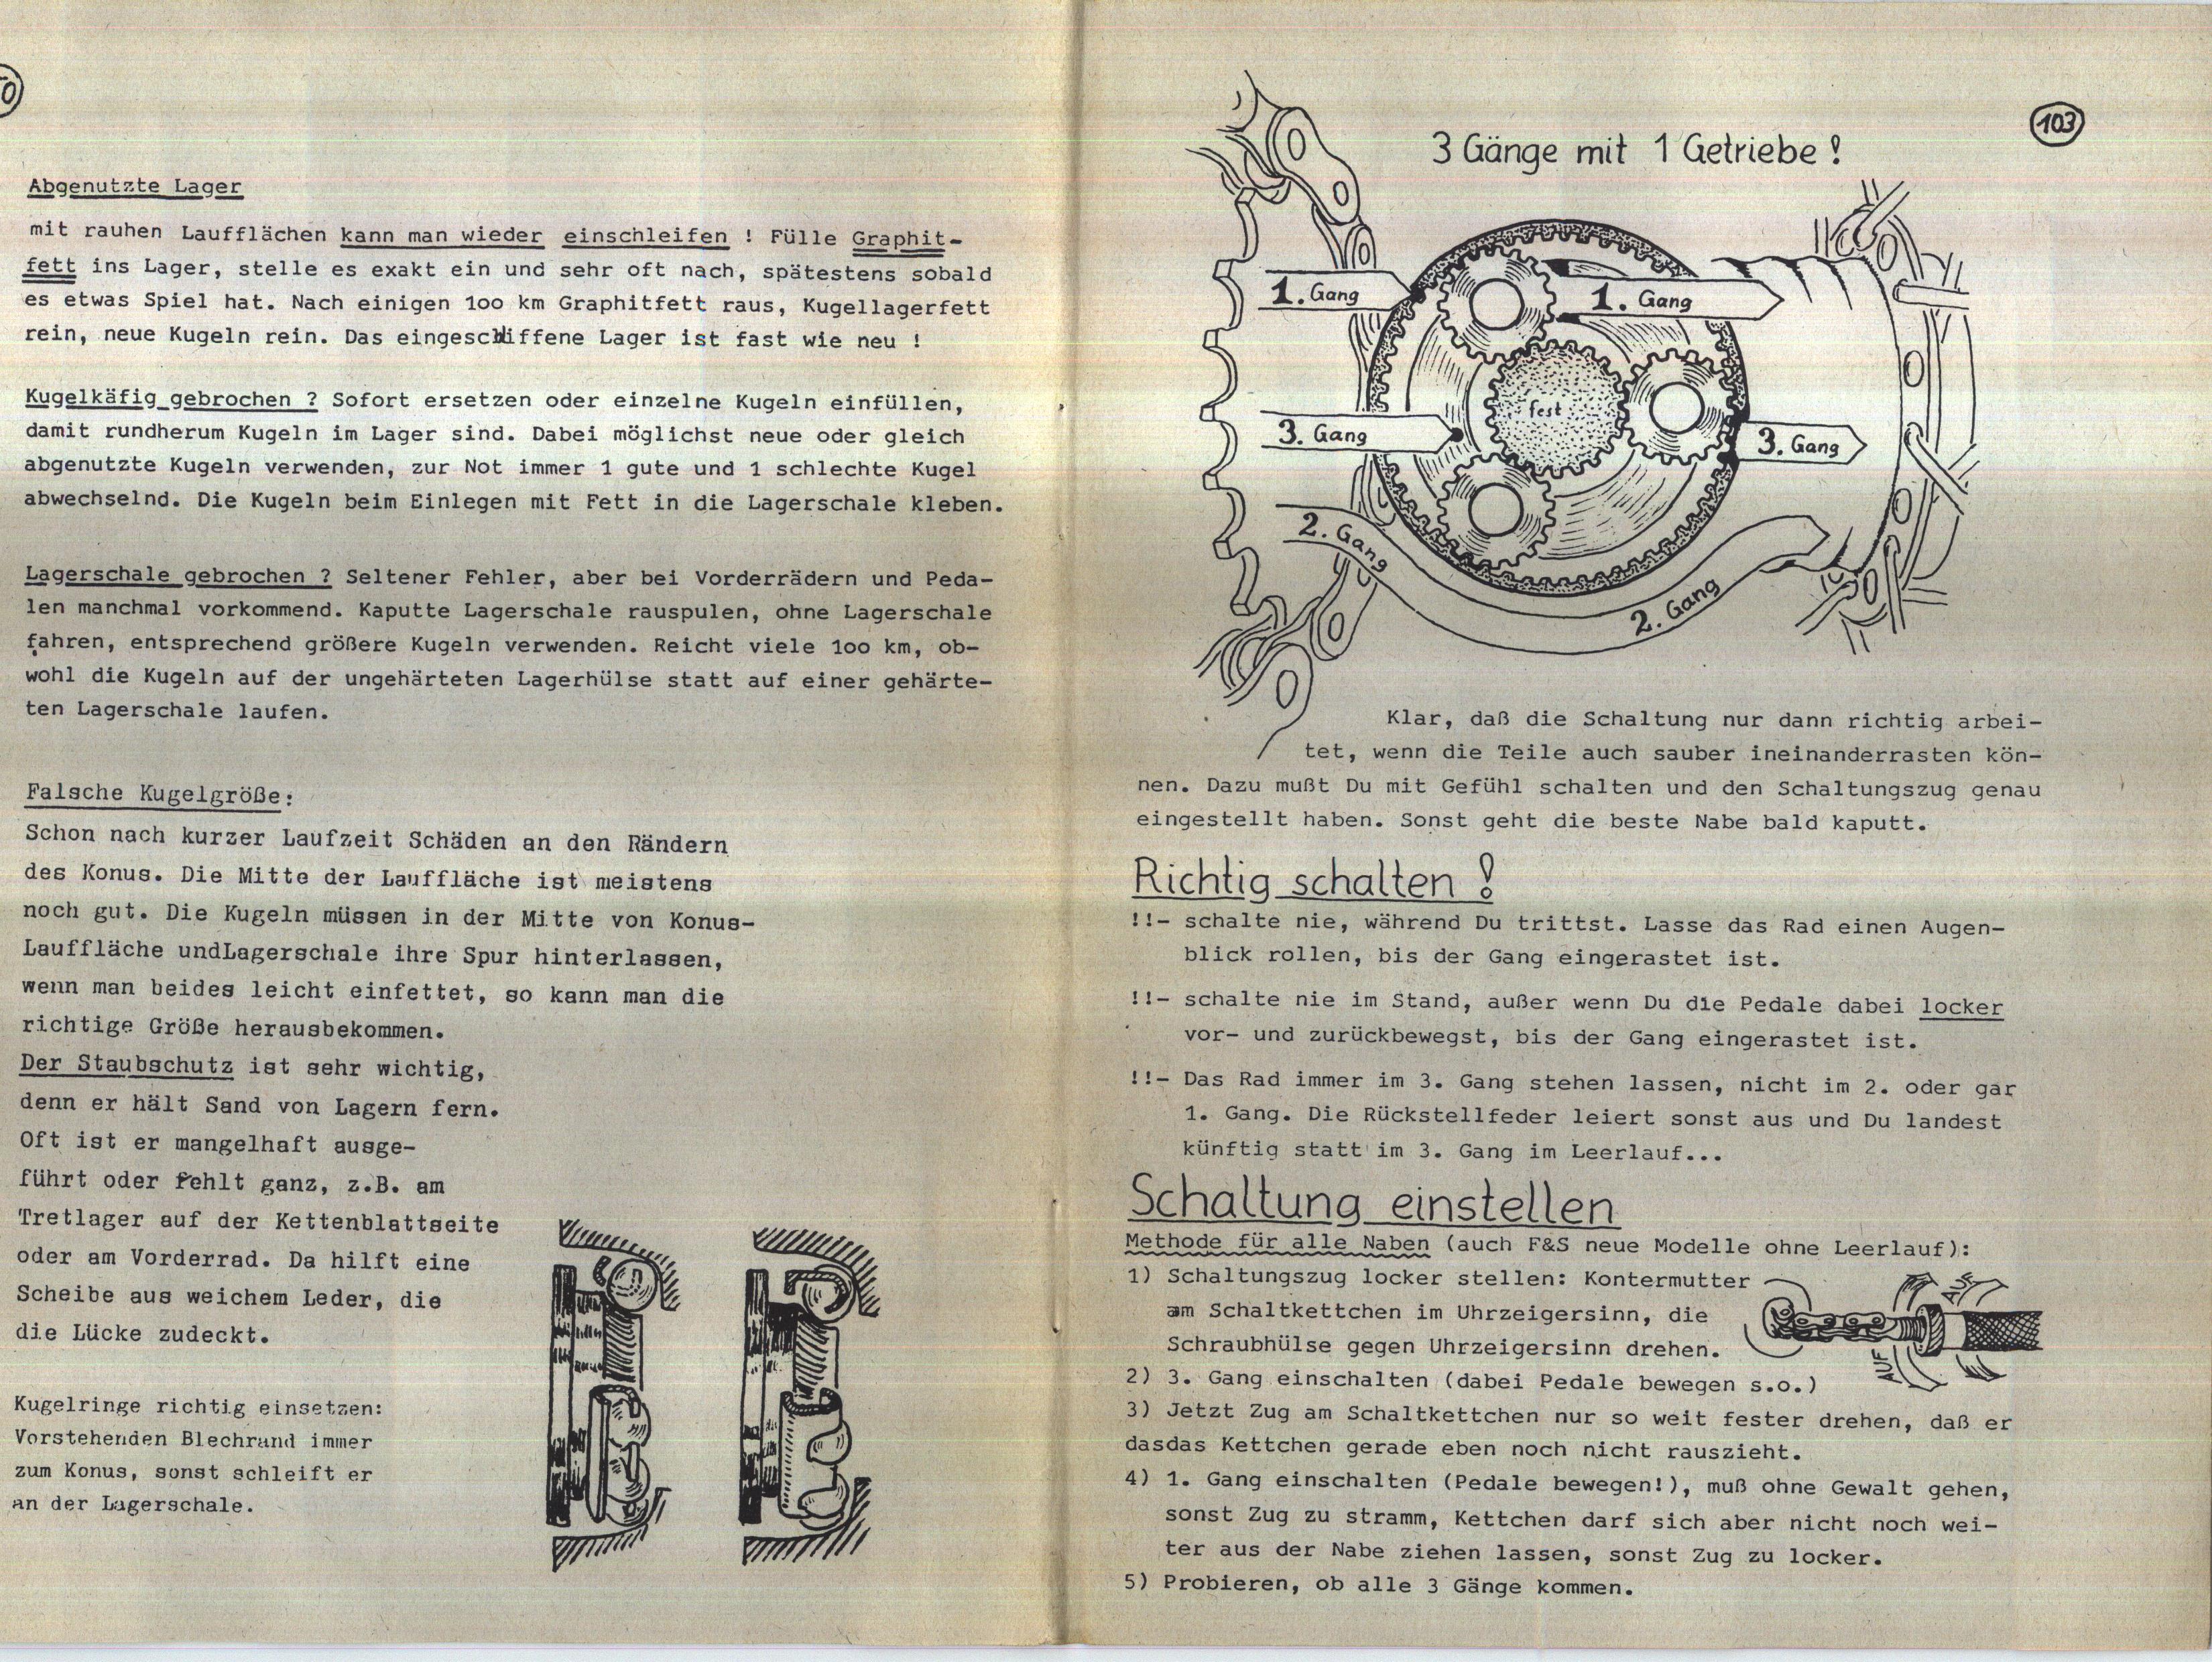 Abgenutzte Lager
mit rauhen Laufflächen kann man wieder einschleifen ! Fülle Graphit-
fett ins Lager, stelle es exakt ein und sehr oft nach, spätestens sobald
es etwas Spiel hat. Nach einigen 1oo km Graphitfett raus, Kugellagerfett
rein, neue Kugeln rein. Das eingeschliffene Lager ist fast wie neu !
Kugelkäfig gebrochen ? Sofort ersetzen oder einzelne Kugeln einfüllen,
damit rundherum Kugeln im Lager sind. Dabei möglichst neue oder gleich
abgenutzte Kugeln verwenden, zur Not immer 1 gute und 1 schlechte Kugel
abwechselnd. Die Kugeln beim Einlegen mit Fett in die Lagerschale kleben.
Lagerschale gebrochen ? Seltener Fehler, aber bei Vorderrädern und Peda-
len manchmal vorkommend. Kaputte Lagerschale rauspulen, ohne Lagerschale
fahren, entsprechend größere Kugeln verwenden. Reicht viele 1oo km, ob-
wohl die Kugeln auf der ungehärteten Lagerhülse statt auf einer gehärte-
ten Lagerschale laufen.
Falsche Kugelgröße:
Schon nach kurzer Laufzeit Schäden an den Rändern
des Konus. Die Mitte der Lauffläche ist meistens
noch gut. Die Kugeln müssen in der Mitte von Konus-
Lauffläche undLagerschale ihre Spur hinterlassen,
wenn man beides leicht einfettet, so kann man die
richtige Größe herausbekommen.
Der Staubschutz ist sehr wichtig,
denn er hält Sand von Lagern fern.
Oft ist er mangelhaft ausge-
führt oder fehlt ganz, z.B. am
Tretlager auf der Kettenblattseite
oder am Vorderrad. Da hilft eine
Scheibe aus weichem Leder, die
die Lücke zudeckt.
Kugelringe richtig einsetzen:
Vorstehenden Blechrand immer
zum Konus, sonst schleift er
an der Lagerschale.
103
3 Gänge mit 1 Getriebe !
1. Gang
1. Gang
fest
3. Gang
3. Gang
2. Gang
2. Gang
Klar, daß die Schaltung nur dann richtig arbei-
tet, wenn die Teile auch sauber ineinanderrasten kön-
nen. Dazu mußt Du mit Gefühl schalten und den Schaltungszug genau
eingestellt haben. Sonst geht die beste Nabe bald kaputt.
Richtig schalten !
!!- schalte nie, während Du trittst. Lasse das Rad einen Augen-
blick rollen, bis der Gang eingerastet ist.
!!- schalte nie im Stand, außer wenn Du die Pedale dabei locker
vor- und zurückbewegst, bis der Gang eingerastet ist.
!!- Das Rad immer im 3. Gang stehen lassen, nicht im 2. oder gar
1. Gang. Die Rückstellfeder leiert sonst aus und Du landest
künftig statt im 3. Gang im Leerlauf...
Schaltung einstellen
Methode für alle Naben (auch F&S neue Modelle ohne Leerlauf):
1) Schaltungszug locker stellen: Kontermutter
am Schaltkettchen im Uhrzeigersinn, die
Schraubhülse gegen Uhrzeigersinn drehen.
AUF
AUF
2) 3. Gang einschalten (dabei Pedale bewegen s.o.)
3) Jetzt Zug am Schaltkettchen nur so weit fester drehen, daß er
dasdas Kettchen gerade eben noch nicht rauszieht.
4) 1. Gang einschalten (Pedale bewegen!), muß ohne Gewalt gehen,
sonst Zug zu stramm, Kettchen darf sich aber nicht noch wei-
ter aus der Nabe ziehen lassen, sonst Zug zu locker.
5) Probieren, ob alle 3 Gänge kommen.